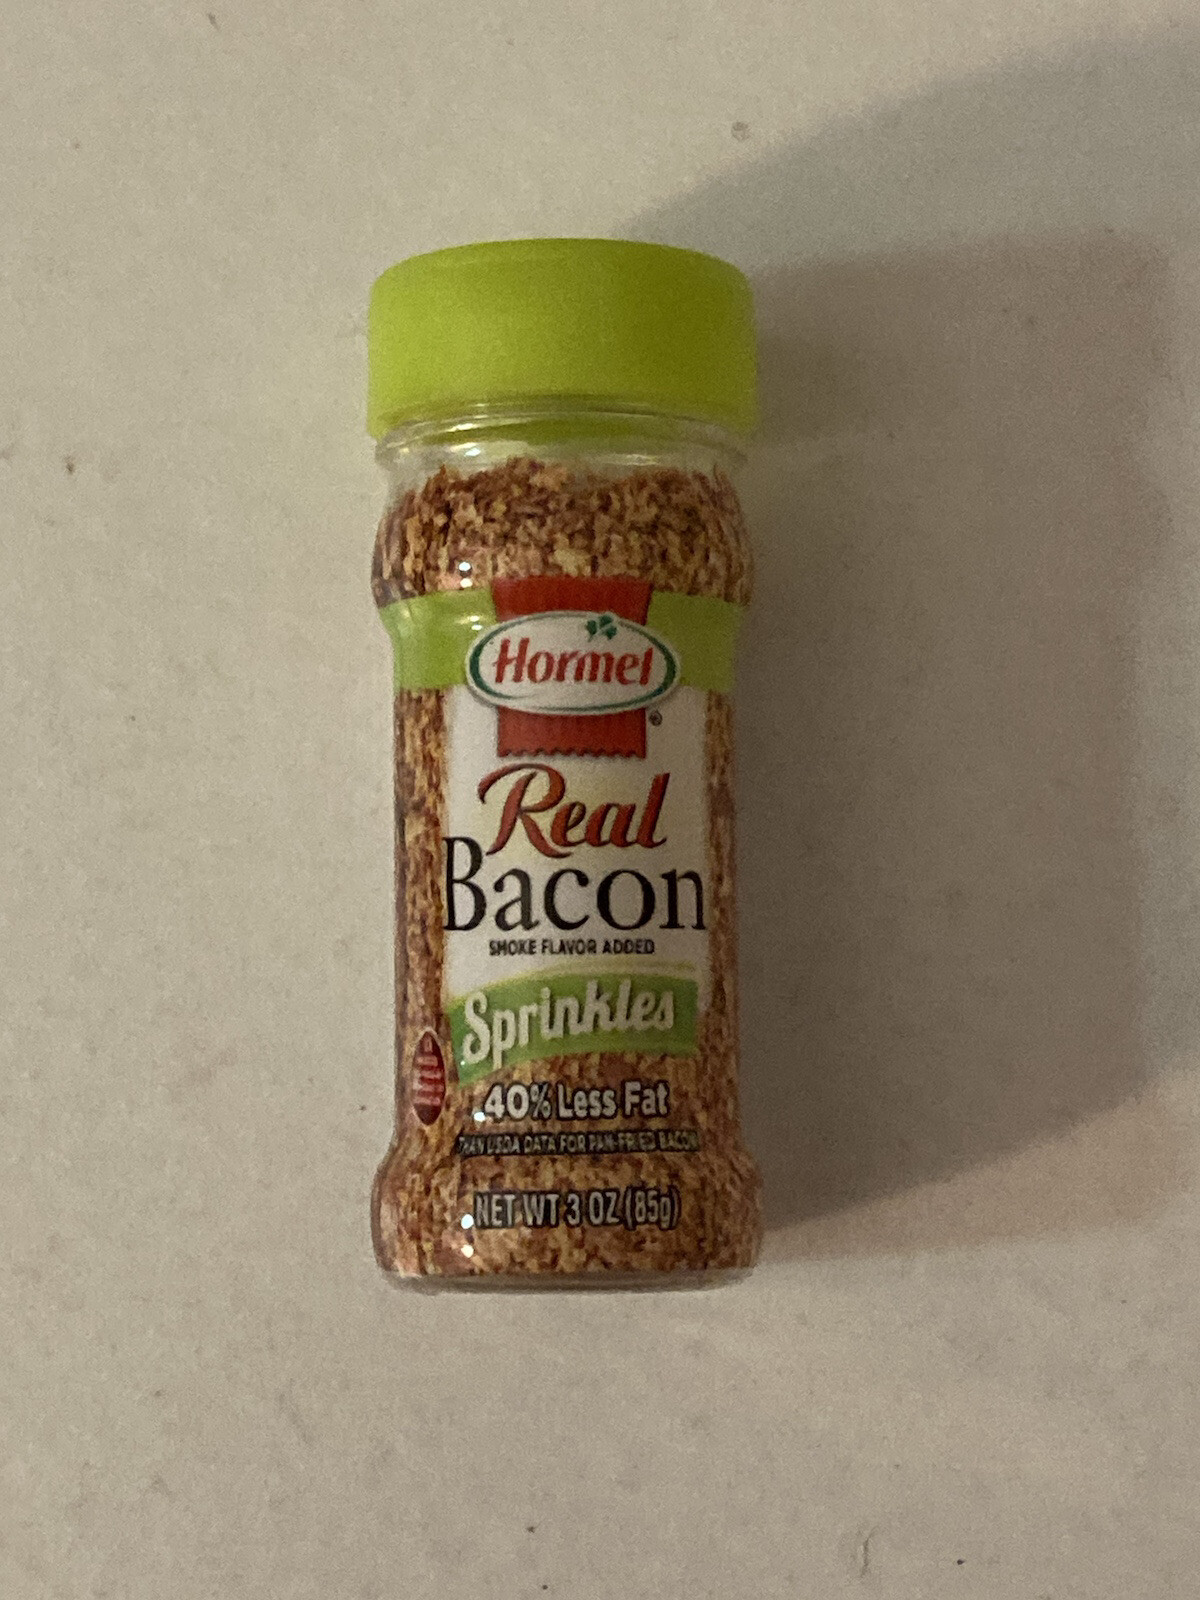 Hormel
®
Real
Bacon
SMOKE FLAVOR ADDED
Sprinkles
40% Less Fat
THAN USDA DATA FOR PAN-FRIED BACON
NET WT 3 OZ (85g)